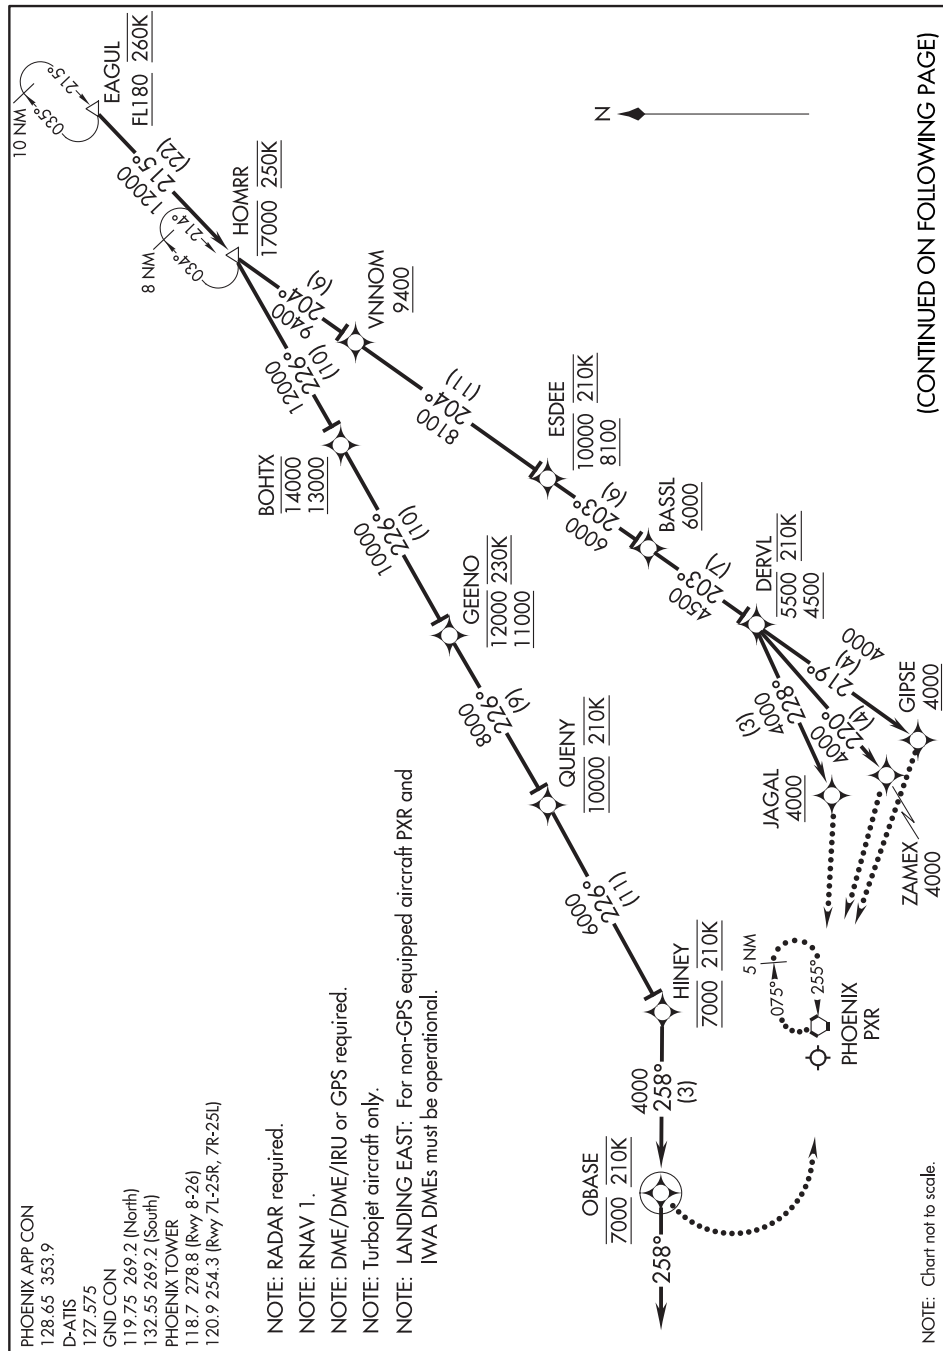 PHOENIX APP CON
128.65 353.9
D-ATIS
127.575
GND CON
119.75 269.2 (North)
132.55 269.2 (South)
PHOENIX TOWER
118.7 278.8 (Rwy 8-26)
120.9 254.3 (Rwy 7L-25R, 7R-25L)
NOTE: RADAR required.
NOTE: RNAV 1.
NOTE: DME/DME/IRU or GPS required.
NOTE: Turbojet aircraft only.
NOTE: LANDING EAST: For non-GPS equipped aircraft PXR and
IWA DMEs must be operational.
10 NM
035°
215°
EAGUL
FL180 260K
12000
215°
(22)
8 NM
034°
214°
HOMRR
17000 250K
12000
226°
(10)
9400
204°
(6)
VNNOM
9400
BOHTX
14000
13000
10000
226°
(10)
8100
204°
(11)
GEENO
12000 230K
11000
ESDEE
10000 210K
8100
8000
226°
(9)
6000
203°
(6)
BASSL
6000
QUENY
10000 210K
4500
203°
(7)
DERVL
5500 210K
4500
6000
226°
(11)
HINEY
7000 210K
4000
228°
(3)
4000
220°
(4)
4000
219°
(4)
JAGAL
4000
ZAMEX
4000
GIPSE
4000
4000
258°
(3)
OBASE
7000 210K
258°
5 NM
075°
255°
PHOENIX
PXR
N
NOTE: Chart not to scale.
(CONTINUED ON FOLLOWING PAGE)